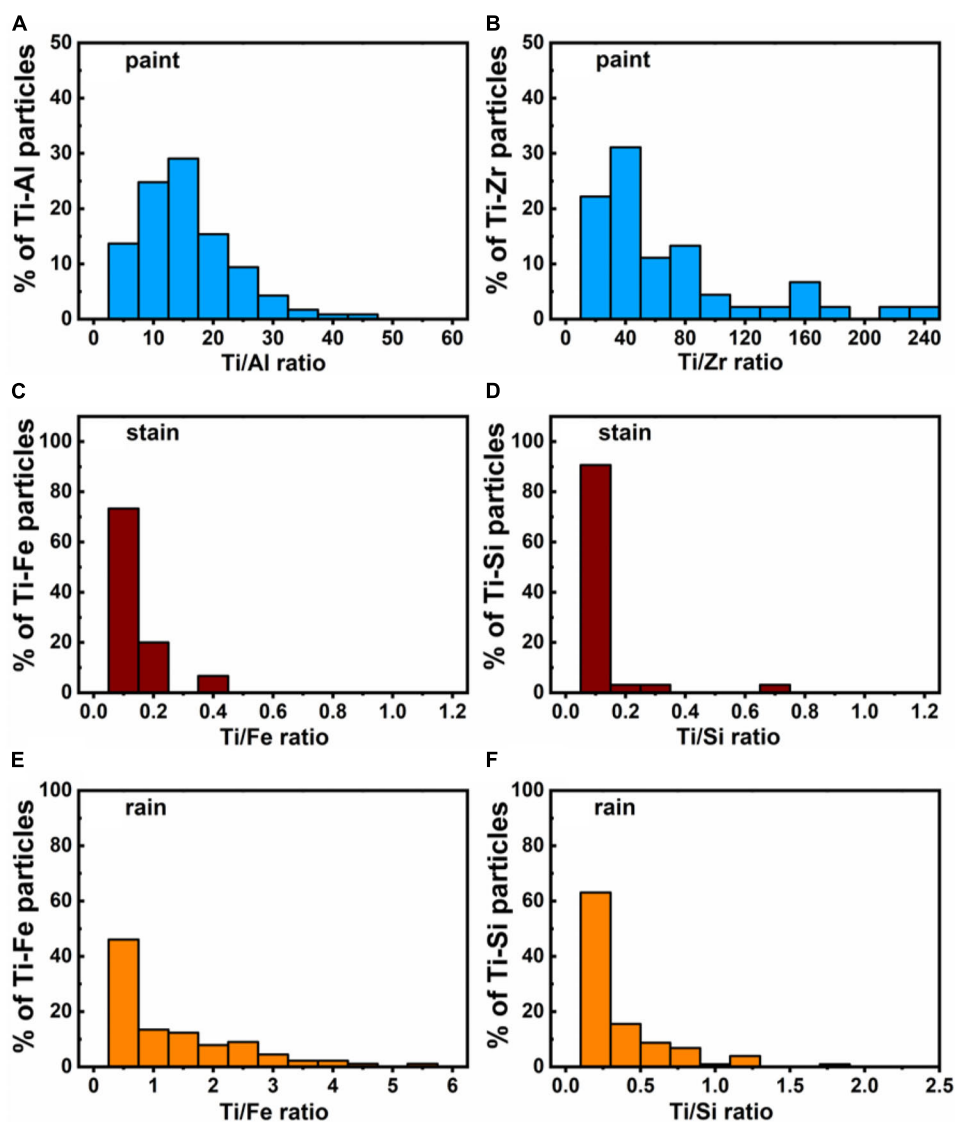 A
50
40
30
20
10
0
% of Ti-Al particles
paint
0 10 20 30 40 50 60
Ti/Al ratio
B
50
40
30
20
10
0
% of Ti-Zr particles
paint
0 40 80 120 160 200 240
Ti/Zr ratio
C
100
80
60
40
20
0
% of Ti-Fe particles
stain
0.0 0.2 0.4 0.6 0.8 1.0 1.2
Ti/Fe ratio
D
100
80
60
40
20
0
% of Ti-Si particles
stain
0.0 0.2 0.4 0.6 0.8 1.0 1.2
Ti/Si ratio
E
100
80
60
40
20
0
% of Ti-Fe particles
rain
0 1 2 3 4 5 6
Ti/Fe ratio
F
100
80
60
40
20
0
% of Ti-Si particles
rain
0.0 0.5 1.0 1.5 2.0 2.5
Ti/Si ratio